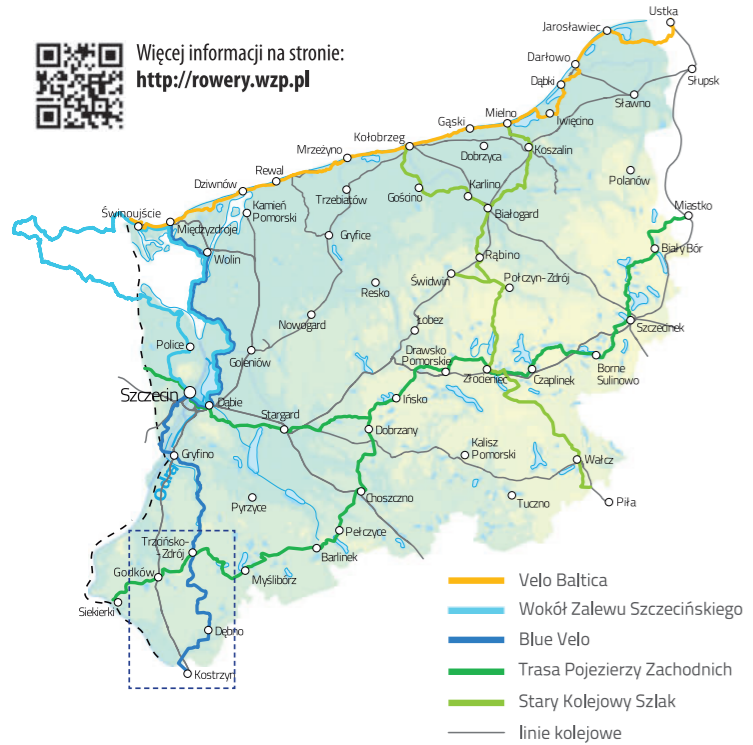 Więcej informacji na stronie:
http://rowery.wzp.pl
Ustka
Jarosławiec
Darłowo
Dąbki
Słupsk
Sławno
Mielno
Iwięcino
Gąski
Kołobrzeg
Dobrzyca
Koszalin
Mrzeżyno
Rewal
Dziwnów
Trzebiatów
Gościno
Karlino
Polanów
Świnoujście
Międzyzdroje
Kamień
Pomorski
Białogard
Miastko
Gryfice
Wolin
Rąbino
Biały Bór
Świdwin
Połczyn-Zdrój
Resko
Nowogard
Łobez
Szczecinek
Police
Goleniów
Drawsko
Pomorskie
Złocieniec
Czaplinek
Borne
Sulinowo
Szczecin
Dąbie
Ińsko
Stargard
Dobrzany
Gryfino
Kalisz
Pomorski
Wałcz
Odra
Pyrzyce
Choszczno
Tuczno
Piła
Pełczyce
Trzcińsko-
-Zdrój
Barlinek
Godków
Myślibórz
Siekierki
Dębno
Kostrzyn
Velo Baltica
Wokół Zalewu Szczecińskiego
Blue Velo
Trasa Pojezierzy Zachodnich
Stary Kolejowy Szlak
linie kolejowe